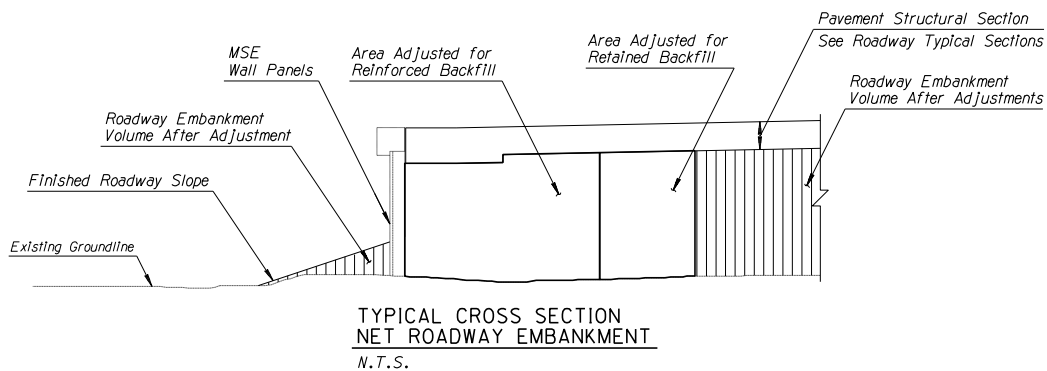 Pavement Structural Section
See Roadway Typical Sections
MSE
Wall Panels
Area Adjusted for
Reinforced Backfill
Area Adjusted for
Retained Backfill
Roadway Embankment
Volume After Adjustments
Roadway Embankment
Volume After Adjustment
Finished Roadway Slope
Existing Groundline
TYPICAL CROSS SECTION
NET ROADWAY EMBANKMENT
N.T.S.